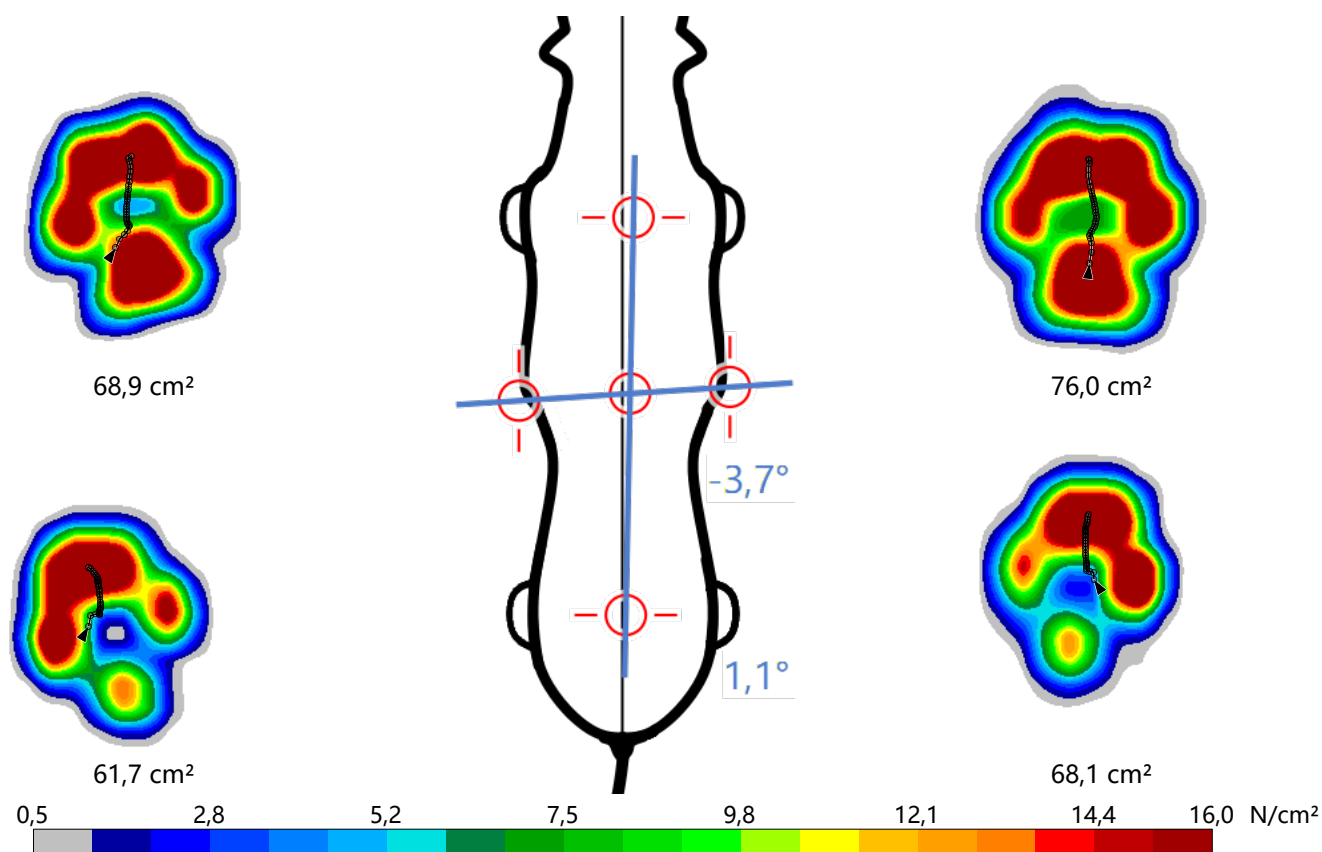 68,9 cm²
76,0 cm²
-3,7°
1,1°
61,7 cm²
68,1 cm²
0,5 2,8 5,2 7,5 9,8 12,1 14,4 16,0 N/cm²